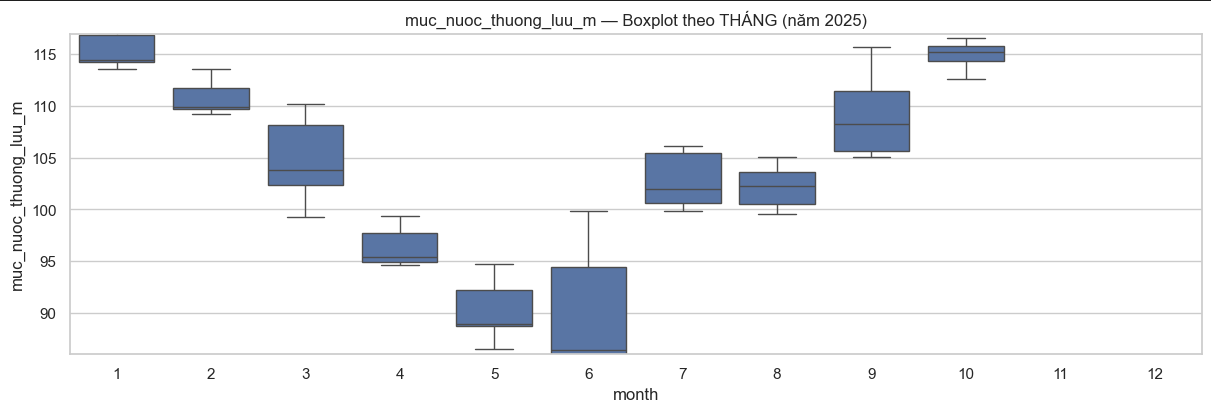 muc_nuoc_thuong_luu_m — Boxplot theo THÁNG (năm 2025)
muc_nuoc_thuong_luu_m
115
110
105
100
95
90
1 2 3 4 5 6 7 8 9 10 11 12
month